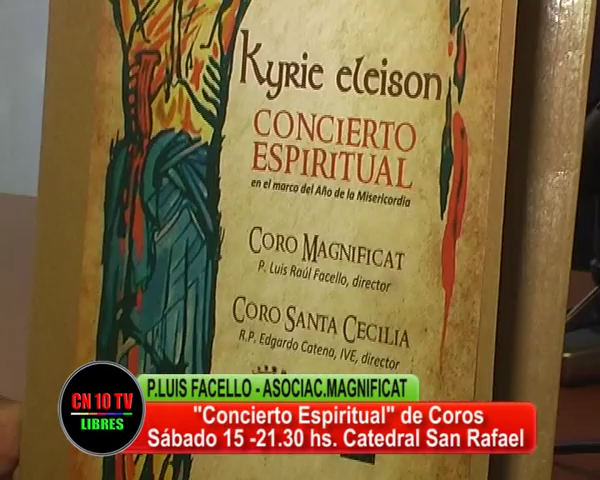 Kyrie eleison
CONCIERTO
ESPIRITUAL
en el marco del Año de la Misericordia
CORO MAGNIFICAT
P. Luis Raúl Facello, director
CORO SANTA CECILIA
R.P. Edgardo Catena, IVE, director
CN 10 TV
LIBRES
P.LUIS FACELLO - ASOCIAC.MAGNIFICAT
"Concierto Espiritual" de Coros
Sábado 15 -21.30 hs. Catedral San Rafael